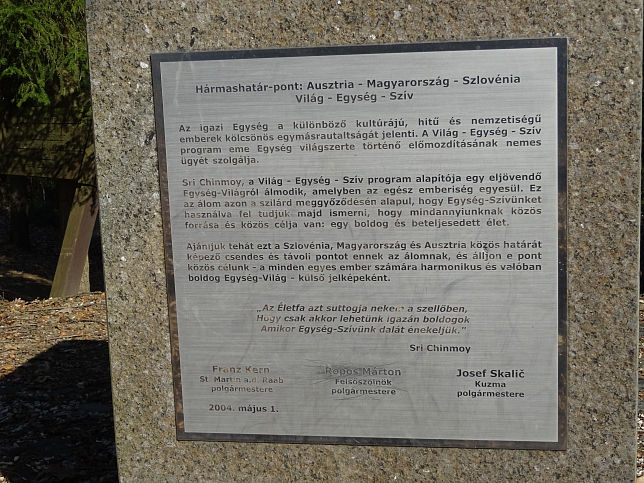 Hármashatár-pont: Ausztria - Magyarország - Szlovénia
Világ - Egység - Szív
Az igazi Egység a különböző kultúrájú, hitű és nemzetiségű
emberek kölcsönös egymásrautaltságát jelenti. A Világ - Egység - Szív
program eme Egység világszerte történő előmozdításának nemes
ügyét szolgálja.
Sri Chinmoy, a Világ - Egység - Szív program alapítója egy eljövendő
Egység-Világról álmodik, amelyben az egész emberiség egyesül. Ez
az álom azon a szilárd meggyőződésen alapul, hogy Egység-Szívünket
használva fel tudjuk majd ismerni, hogy mindannyiunknak közös
forrása és közös célja van: egy boldog és beteljesedett élet.
Ajánljuk tehát ezt a Szlovénia, Magyarország és Ausztria közös határát
képező csendes és távoli pontot ennek az álomnak, és álljon e pont
közös célunk - a minden egyes ember számára harmonikus és valóban
boldog Egység-Világ - külső jelképeként.
„Az Életfa azt suttogja nekem a szellőben,
Hogy csak akkor lehetünk igazán boldogok
Amikor Egység-Szívünk dalát énekeljük."
Sri Chinmoy
Franz Kern Ropos Márton Josef Skalič
St. Martin a.d. Raab Felsőszölnök Kuzma
polgármestere polgármestere polgármestere
2004. május 1.